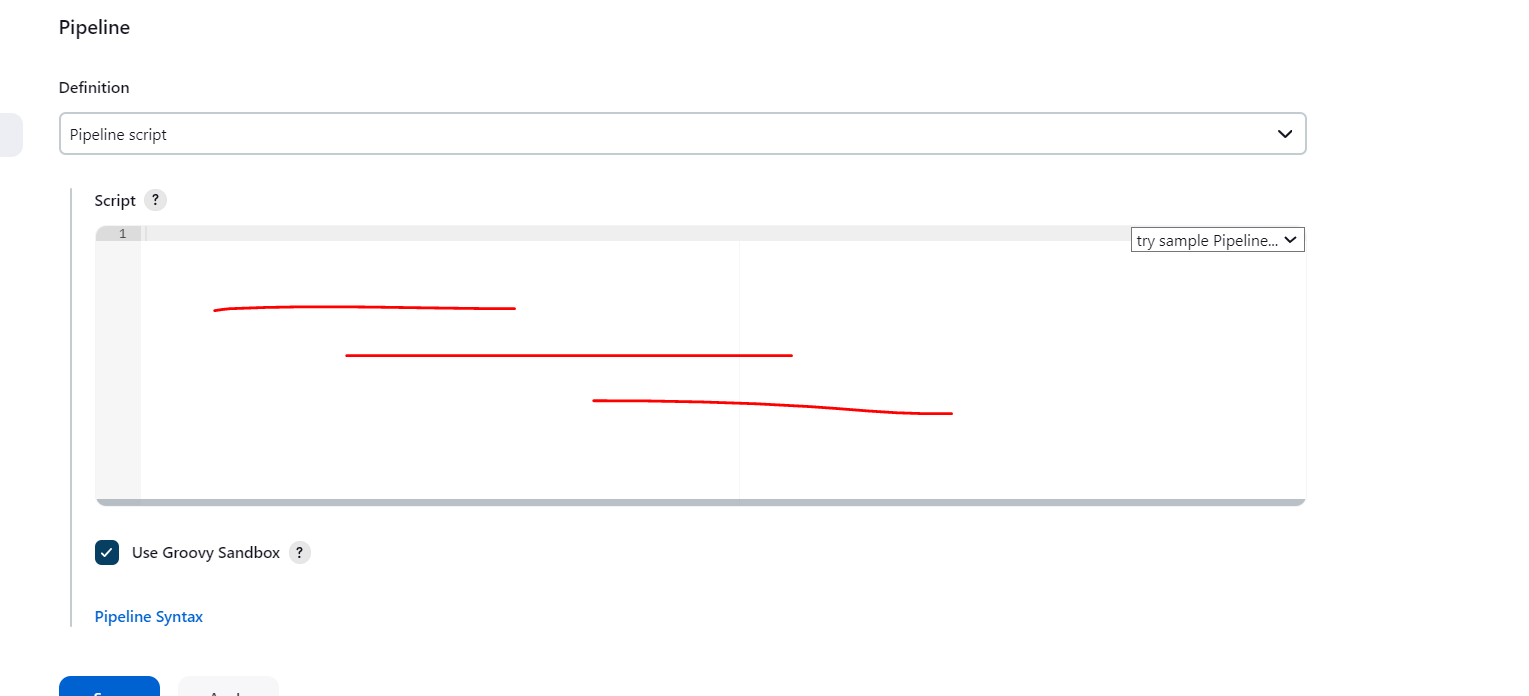 Pipeline
Definition
Pipeline script
Script ?
1
try sample Pipeline...
Use Groovy Sandbox ?
Pipeline Syntax